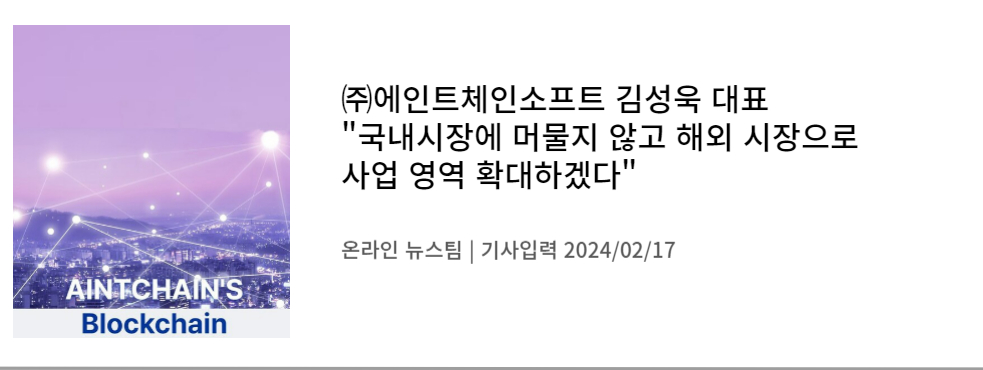 AINTCHAIN'S
Blockchain
㈜에인트체인소프트 김성욱 대표
"국내시장에 머물지 않고 해외 시장으로
사업 영역 확대하겠다"
온라인 뉴스팀 | 기사입력 2024/02/17